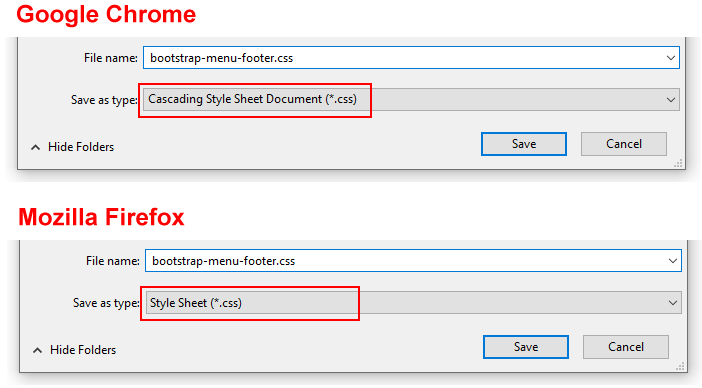 Google Chrome
File name: bootstrap-menu-footer.css
Save as type: Cascading Style Sheet Document (*.css)
Hide Folders Save Cancel
Mozilla Firefox
File name: bootstrap-menu-footer.css
Save as type: Style Sheet (*.css)
Hide Folders Save Cancel